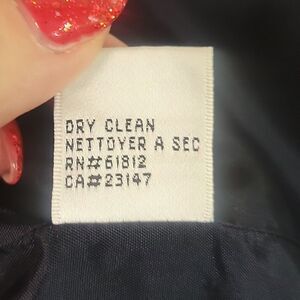 DRY CLEAN
NETTOYER A SEC
RN#61812
CA#23147